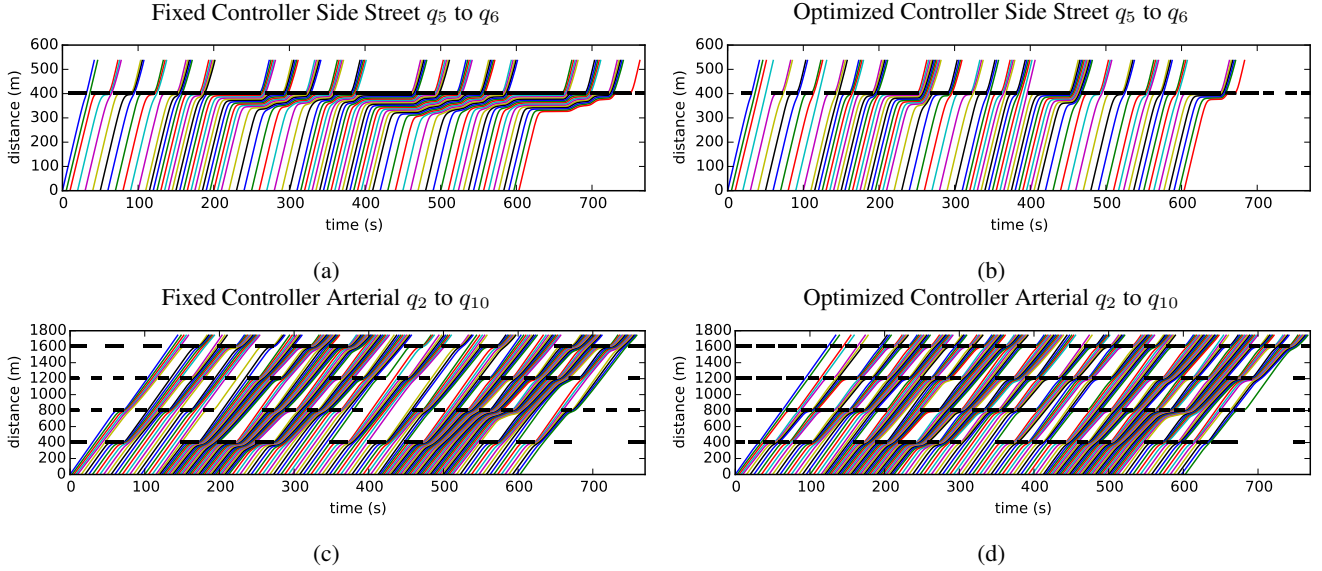 Fixed Controller Side Street q5 to q6
Optimized Controller Side Street q5 to q6
600
500
400
300
200
100
0
distance (m)
0 100 200 300 400 500 600 700
time (s)
600
500
400
300
200
100
0
distance (m)
0 100 200 300 400 500 600 700
time (s)
(a)
(b)
Fixed Controller Arterial q2 to q10
Optimized Controller Arterial q2 to q10
1800
1600
1400
1200
1000
800
600
400
200
0
distance (m)
0 100 200 300 400 500 600 700
time (s)
1800
1600
1400
1200
1000
800
600
400
200
0
distance (m)
0 100 200 300 400 500 600 700
time (s)
(c)
(d)